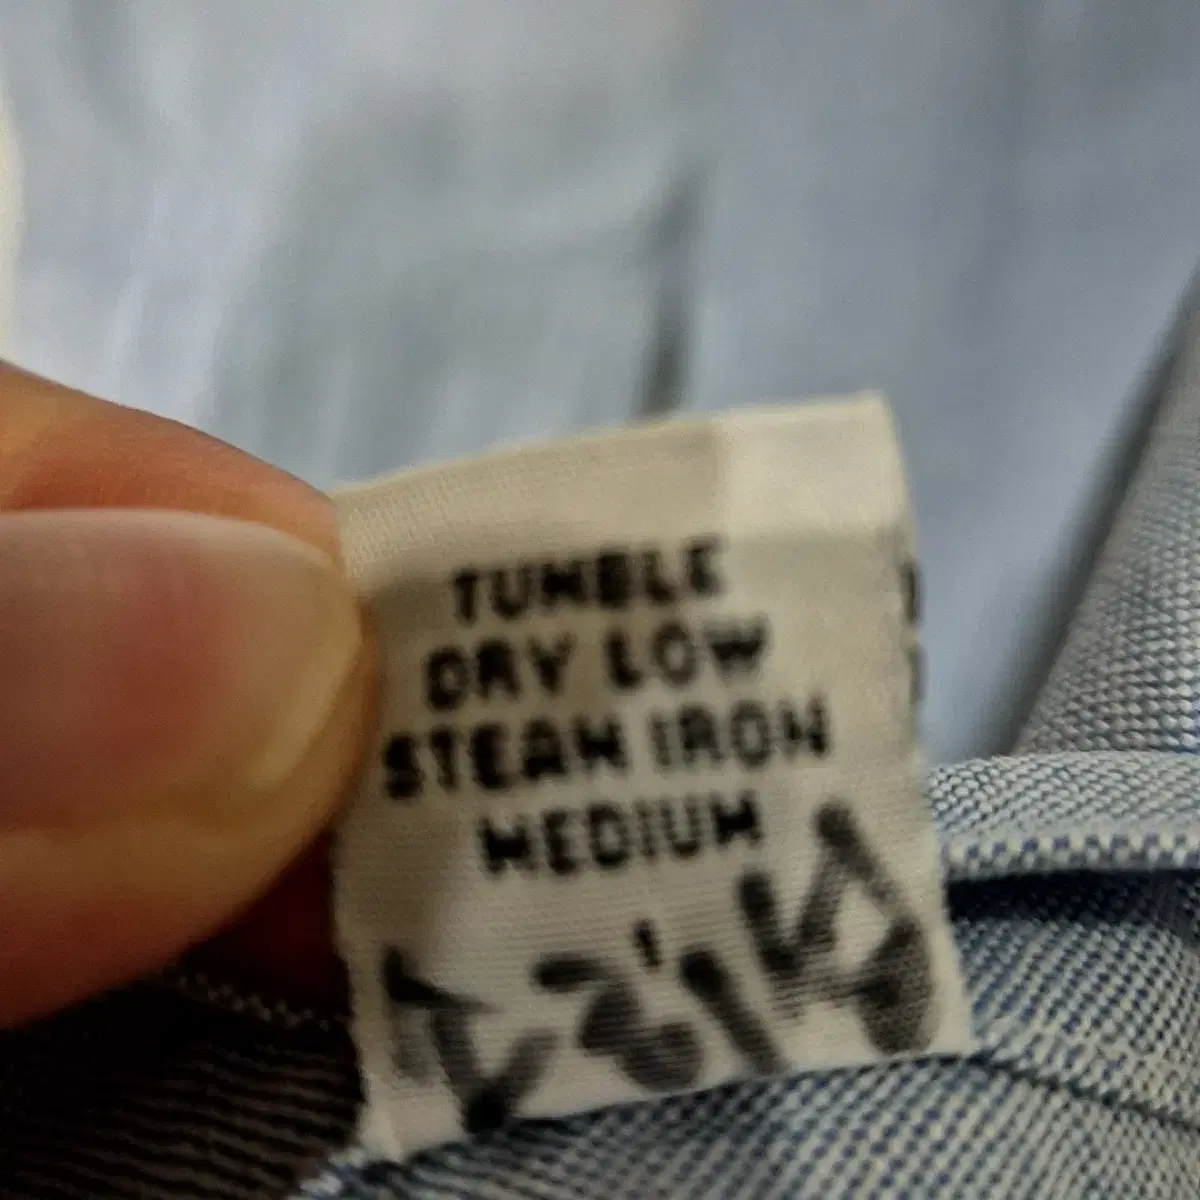 TUMBLE
DRY LOW
STEAM IRON
MEDIUM